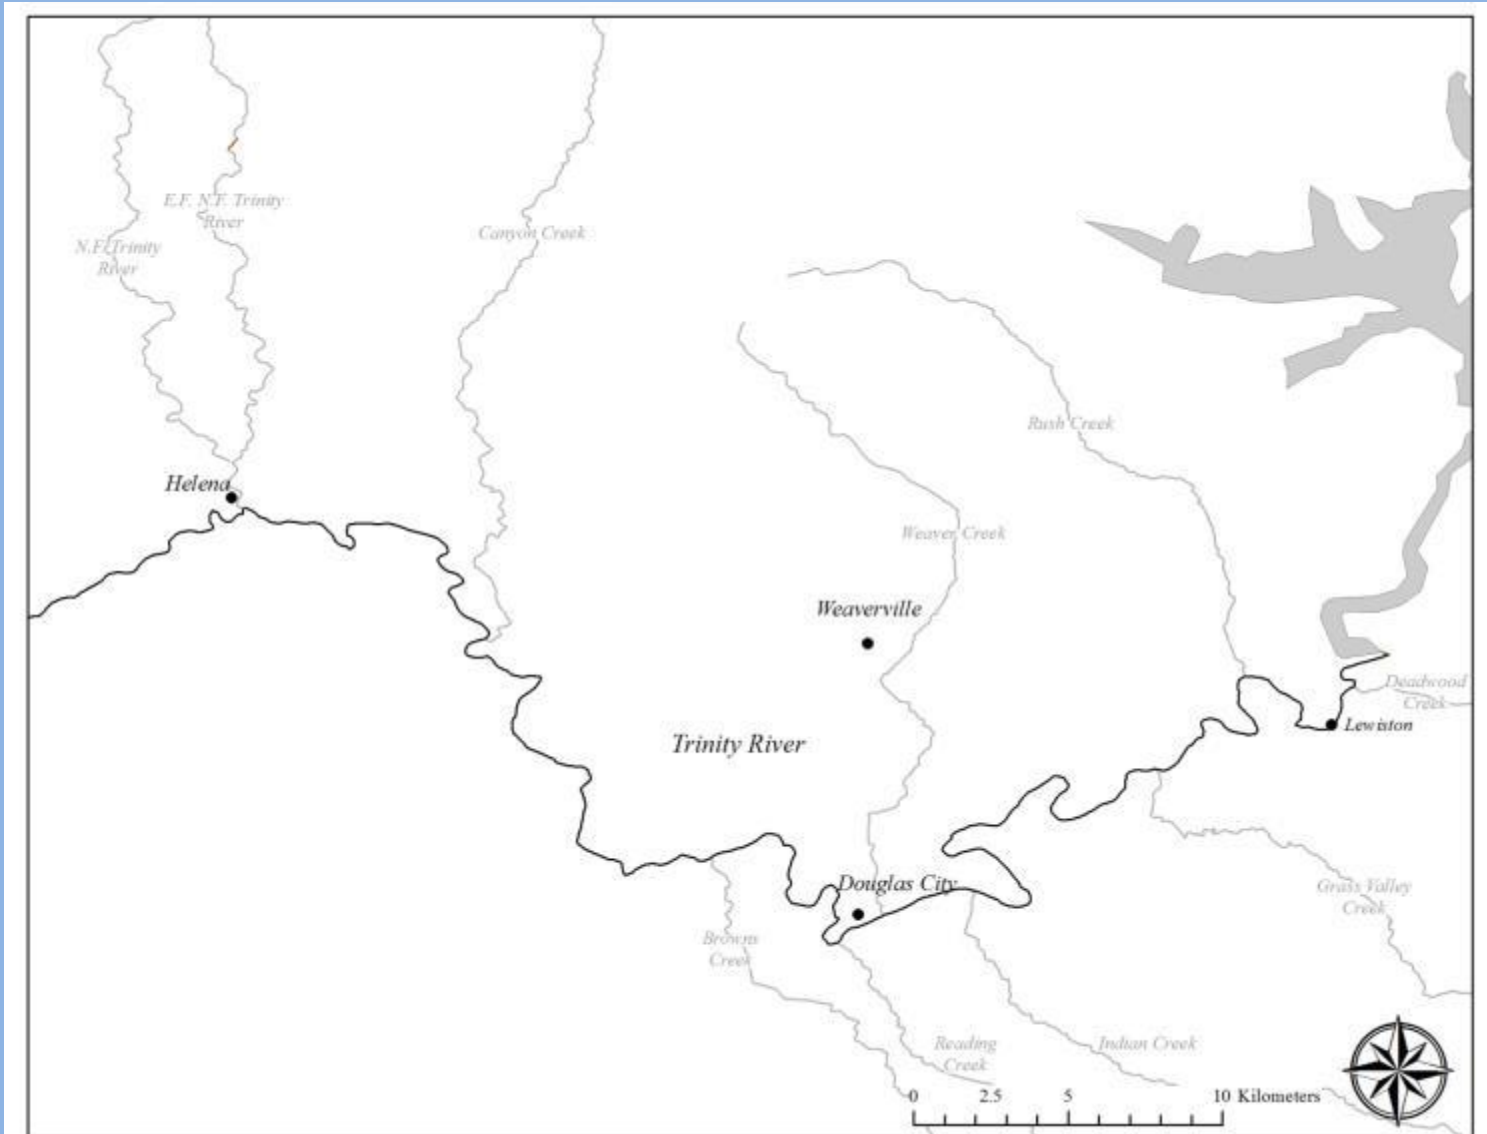 E.F. N.F. Trinity
River
N.F. Trinity
River
Canyon Creek
Rush Creek
Helena
Weaver Creek
Weaverville
Deadwood
Creek
Lewiston
Trinity River
Douglas City
Grass Valley
Creek
Browns
Creek
Reading
Creek
Indian Creek
0 2.5 5 10 Kilometers